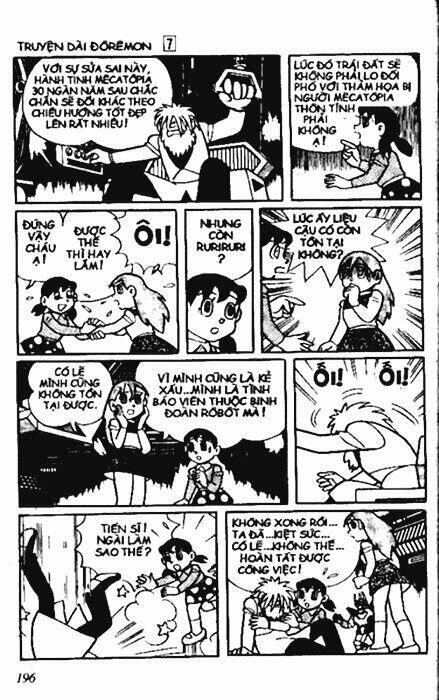 TRUYỆN DÀI ĐÔRÊMON 7
VỚI SỰ SỬA SAI NÀY,
HÀNH TINH MECATÔPIA
30 NGÀN NĂM SAU CHẮC
CHẮN SẼ ĐỔI KHÁC THEO
CHIỀU HƯỚNG TỐT ĐẸP
LÊN RẤT NHIỀU!
LÚC ĐÓ TRÁI ĐẤT SẼ
KHÔNG PHẢI LO ĐỐI
PHÓ VỚI THẢM HỌA BỊ
NGƯỜI MÈCATÔPIA
THÔN TÍNH
PHẢI
KHÔNG
Ạ!
ĐÚNG
VẬY
CHÁU
Ạ!
ĐƯỢC
THẾ
THÌ HAY
LẮM!
ÔI!
NHƯNG
CÒN
RURIRURI
?
LÚC ẤY LIỆU
CẬU CÓ CÒN
TỒN TẠI
KHÔNG?
CÓ LẼ
MÌNH CŨNG
KHÔNG TỒN
TẠI ĐƯỢC.
VÌ MÌNH CŨNG LÀ KẺ
XẤU...MÌNH LÀ TÌNH
BÁO VIÊN THUỘC BINH
ĐOÀN RÔBỐT MÀ!
ỐI!
ỐI!
TIẾN SĨ!
NGÀI LÀM
SAO THẾ?
KHÔNG XONG RỒI...
TA ĐÃ...KIỆT SỨC...
CÓ LẼ...KHÔNG THỂ...
HOÀN TẤT ĐƯỢC
CÔNG VIỆC!
196